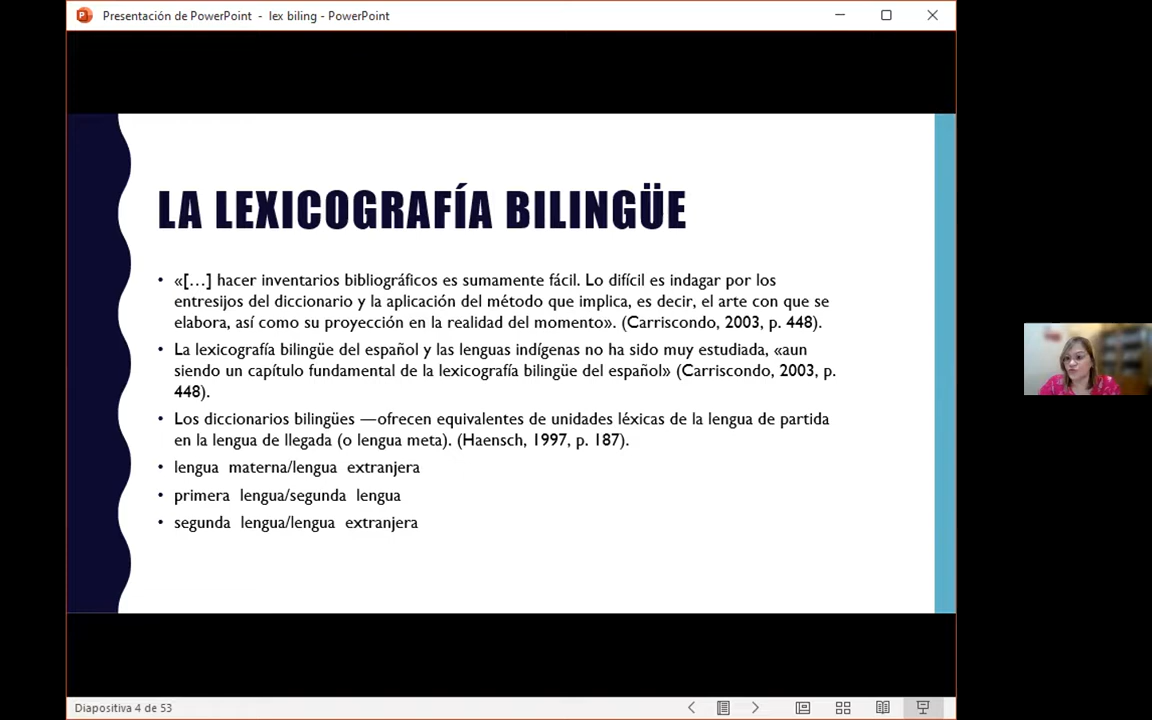 Presentación de PowerPoint - lex biling - PowerPoint
LA LEXICOGRAFÍA BILINGÜE
• «[…] hacer inventarios bibliográficos es sumamente fácil. Lo difícil es indagar por los
entresijos del diccionario y la aplicación del método que implica, es decir, el arte con que se
elabora, así como su proyección en la realidad del momento». (Carriscondo, 2003, p. 448).
• La lexicografía bilingüe del español y las lenguas indígenas no ha sido muy estudiada, «aun
siendo un capítulo fundamental de la lexicografía bilingüe del español» (Carriscondo, 2003, p.
448).
• Los diccionarios bilingües —ofrecen equivalentes de unidades léxicas de la lengua de partida
en la lengua de llegada (o lengua meta). (Haensch, 1997, p. 187).
• lengua materna/lengua extranjera
• primera lengua/segunda lengua
• segunda lengua/lengua extranjera
Diapositiva 4 de 53